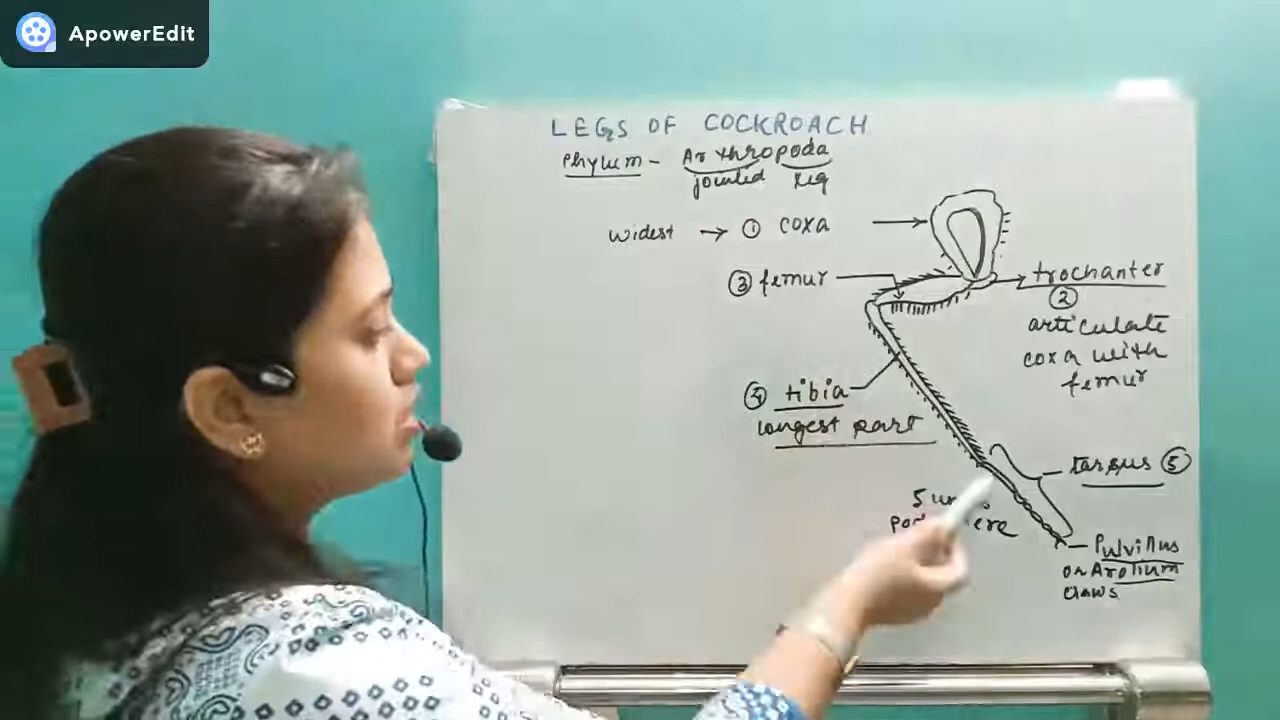 ApowerEdit
LEGS OF COCKROACH
Phylum - Arthropoda
jointed leg
widest → ① coxa
③ femur
trochanter
②
articulate
coxa with
femur
④ tibia
longest part
tarsus ⑤
5
Pulvillus
or Arolium
claws